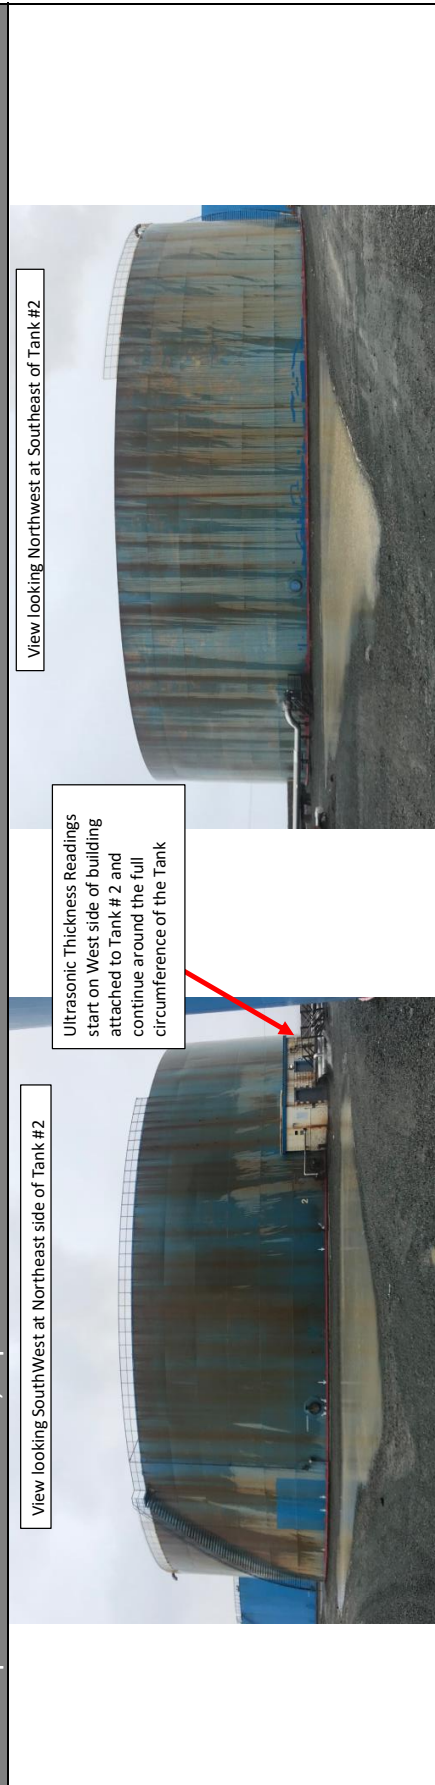 View looking SouthWest at Northeast side of Tank #2
Ultrasonic Thickness Readings
start on West side of building
attached to Tank # 2 and
continue around the full
circumference of the Tank
View looking Northwest at Southeast of Tank #2
2